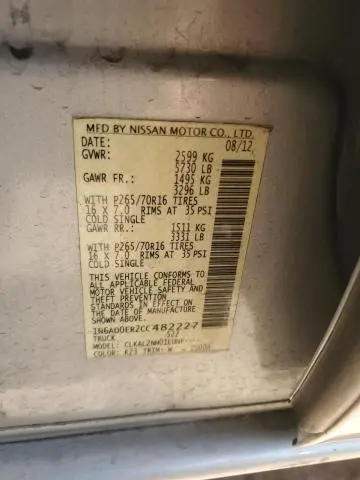 MFD BY NISSAN MOTOR CO., LTD.
DATE: 08/12
GVWR: 2599 KG
5730 LB
GAWR FR.: 1495 KG
3296 LB
WITH P265/70R16 TIRES
16 X 7.0 RIMS AT 35 PSI
COLD SINGLE
GAWR RR.: 1511 KG
3331 LB
WITH P265/70R16 TIRES
16 X 7.0 RIMS AT 35 PSI
COLD SINGLE
THIS VEHICLE CONFORMS TO
ALL APPLICABLE FEDERAL
MOTOR VEHICLE SAFETY
STANDARDS IN EFFECT ON
THE DATE OF MANUFACTURE
SHOWN ABOVE.
1N6AD0ER2CC482227
TRUCK
MODEL:
COLOR: K23 TRIM: W